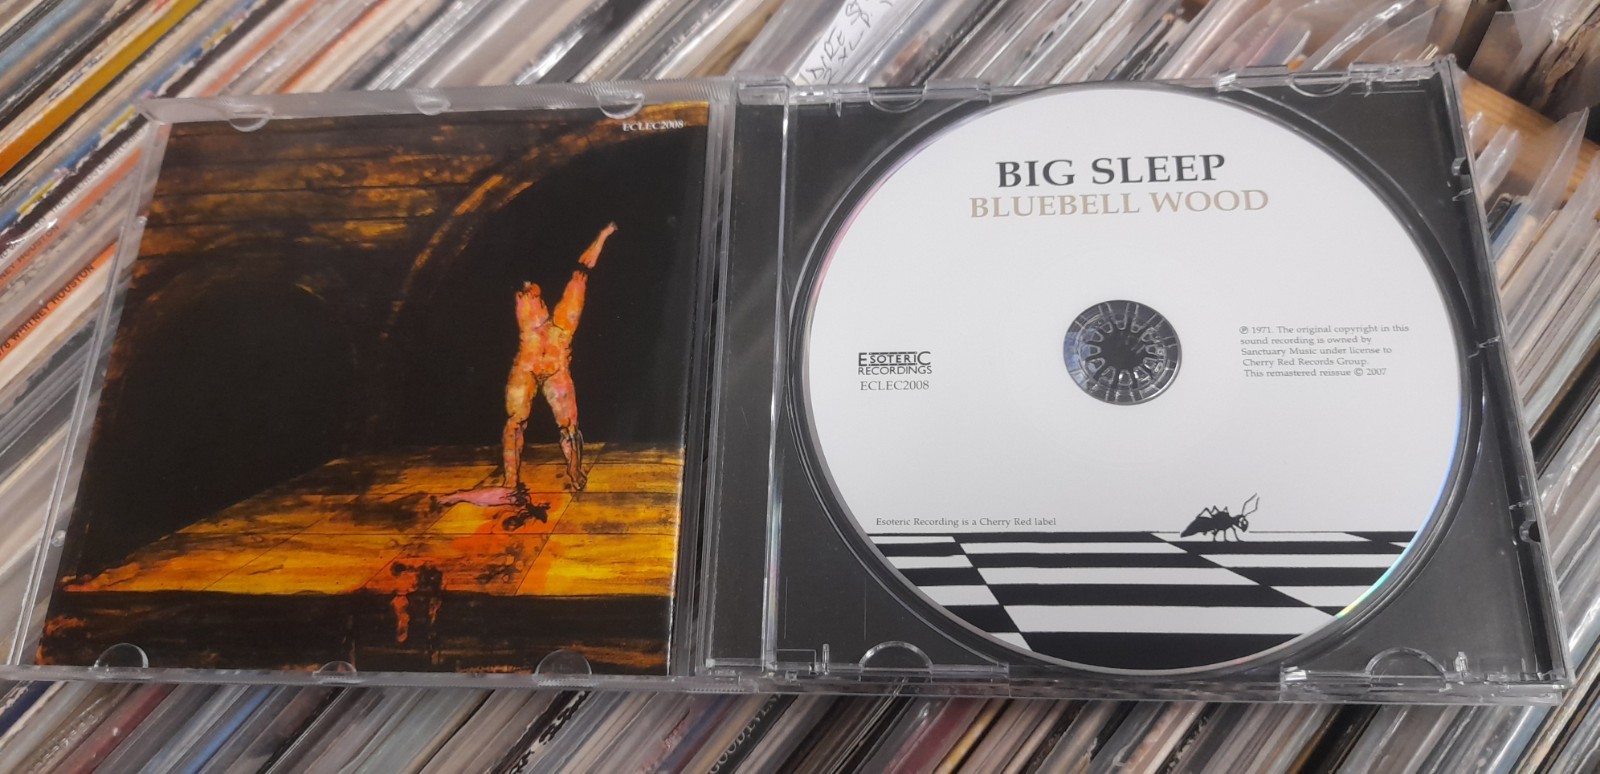 ECLEC2008
BIG SLEEP
BLUEBELL WOOD
ESOTERIC
RECORDINGS
ECLEC2008
℗ 1971. The original copyright in this
sound recording is owned by
Sanctuary Music under license to
Cherry Red Records Group.
This remastered reissue © 2007
Esoteric Recording is a Cherry Red label
WHITNEY HOUSTON